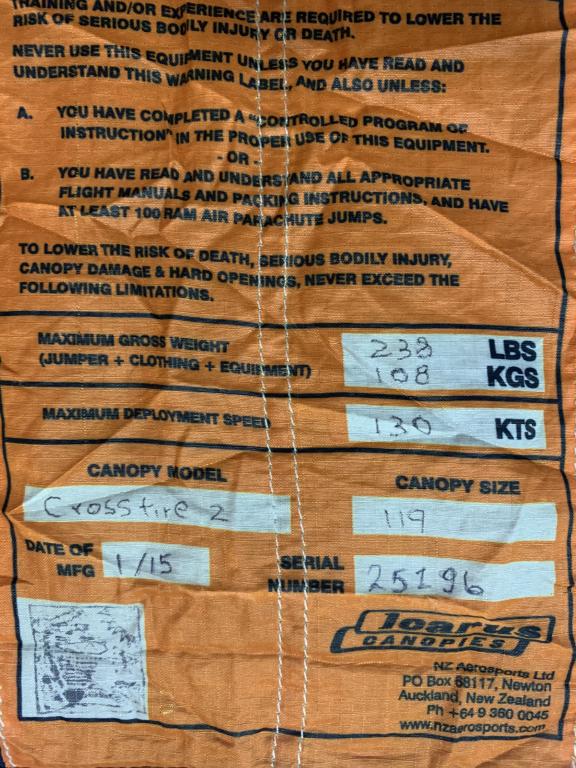 TRAINING AND/OR EXPERIENCE ARE REQUIRED TO LOWER THE
RISK OF SERIOUS BODILY INJURY OR DEATH.
NEVER USE THIS EQUIPMENT UNLESS YOU HAVE READ AND
UNDERSTAND THIS WARNING LABEL, AND ALSO UNLESS:
A. YOU HAVE COMPLETED A "CONTROLLED PROGRAM OF
INSTRUCTION" IN THE PROPER USE OF THIS EQUIPMENT.
- OR -
B. YOU HAVE READ AND UNDERSTAND ALL APPROPRIATE
FLIGHT MANUALS AND PACKING INSTRUCTIONS, AND HAVE
AT LEAST 100 RAM AIR PARACHUTE JUMPS.
TO LOWER THE RISK OF DEATH, SERIOUS BODILY INJURY,
CANOPY DAMAGE & HARD OPENINGS, NEVER EXCEED THE
FOLLOWING LIMITATIONS.
MAXIMUM GROSS WEIGHT 238 LBS
(JUMPER + CLOTHING + EQUIPMENT) 108 KGS
MAXIMUM DEPLOYMENT SPEED 130 KTS
CANOPY MODEL
Crossfire 2
CANOPY SIZE
119
DATE OF
MFG 1/15
SERIAL
NUMBER 25196
Icarus
CANOPIES
NZ Aerosports Ltd
PO Box 68117, Newton
Auckland, New Zealand
Ph +64 9 360 0045
www.nzaerosports.com